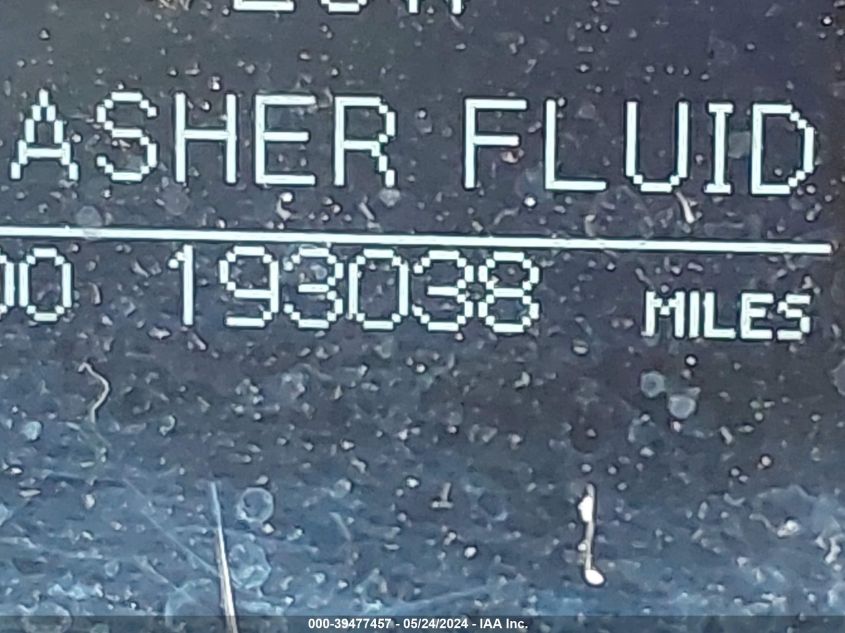 ASHER FLUID
00 193038 MILES
000-39477457 - 05/24/2024 - IAA Inc.